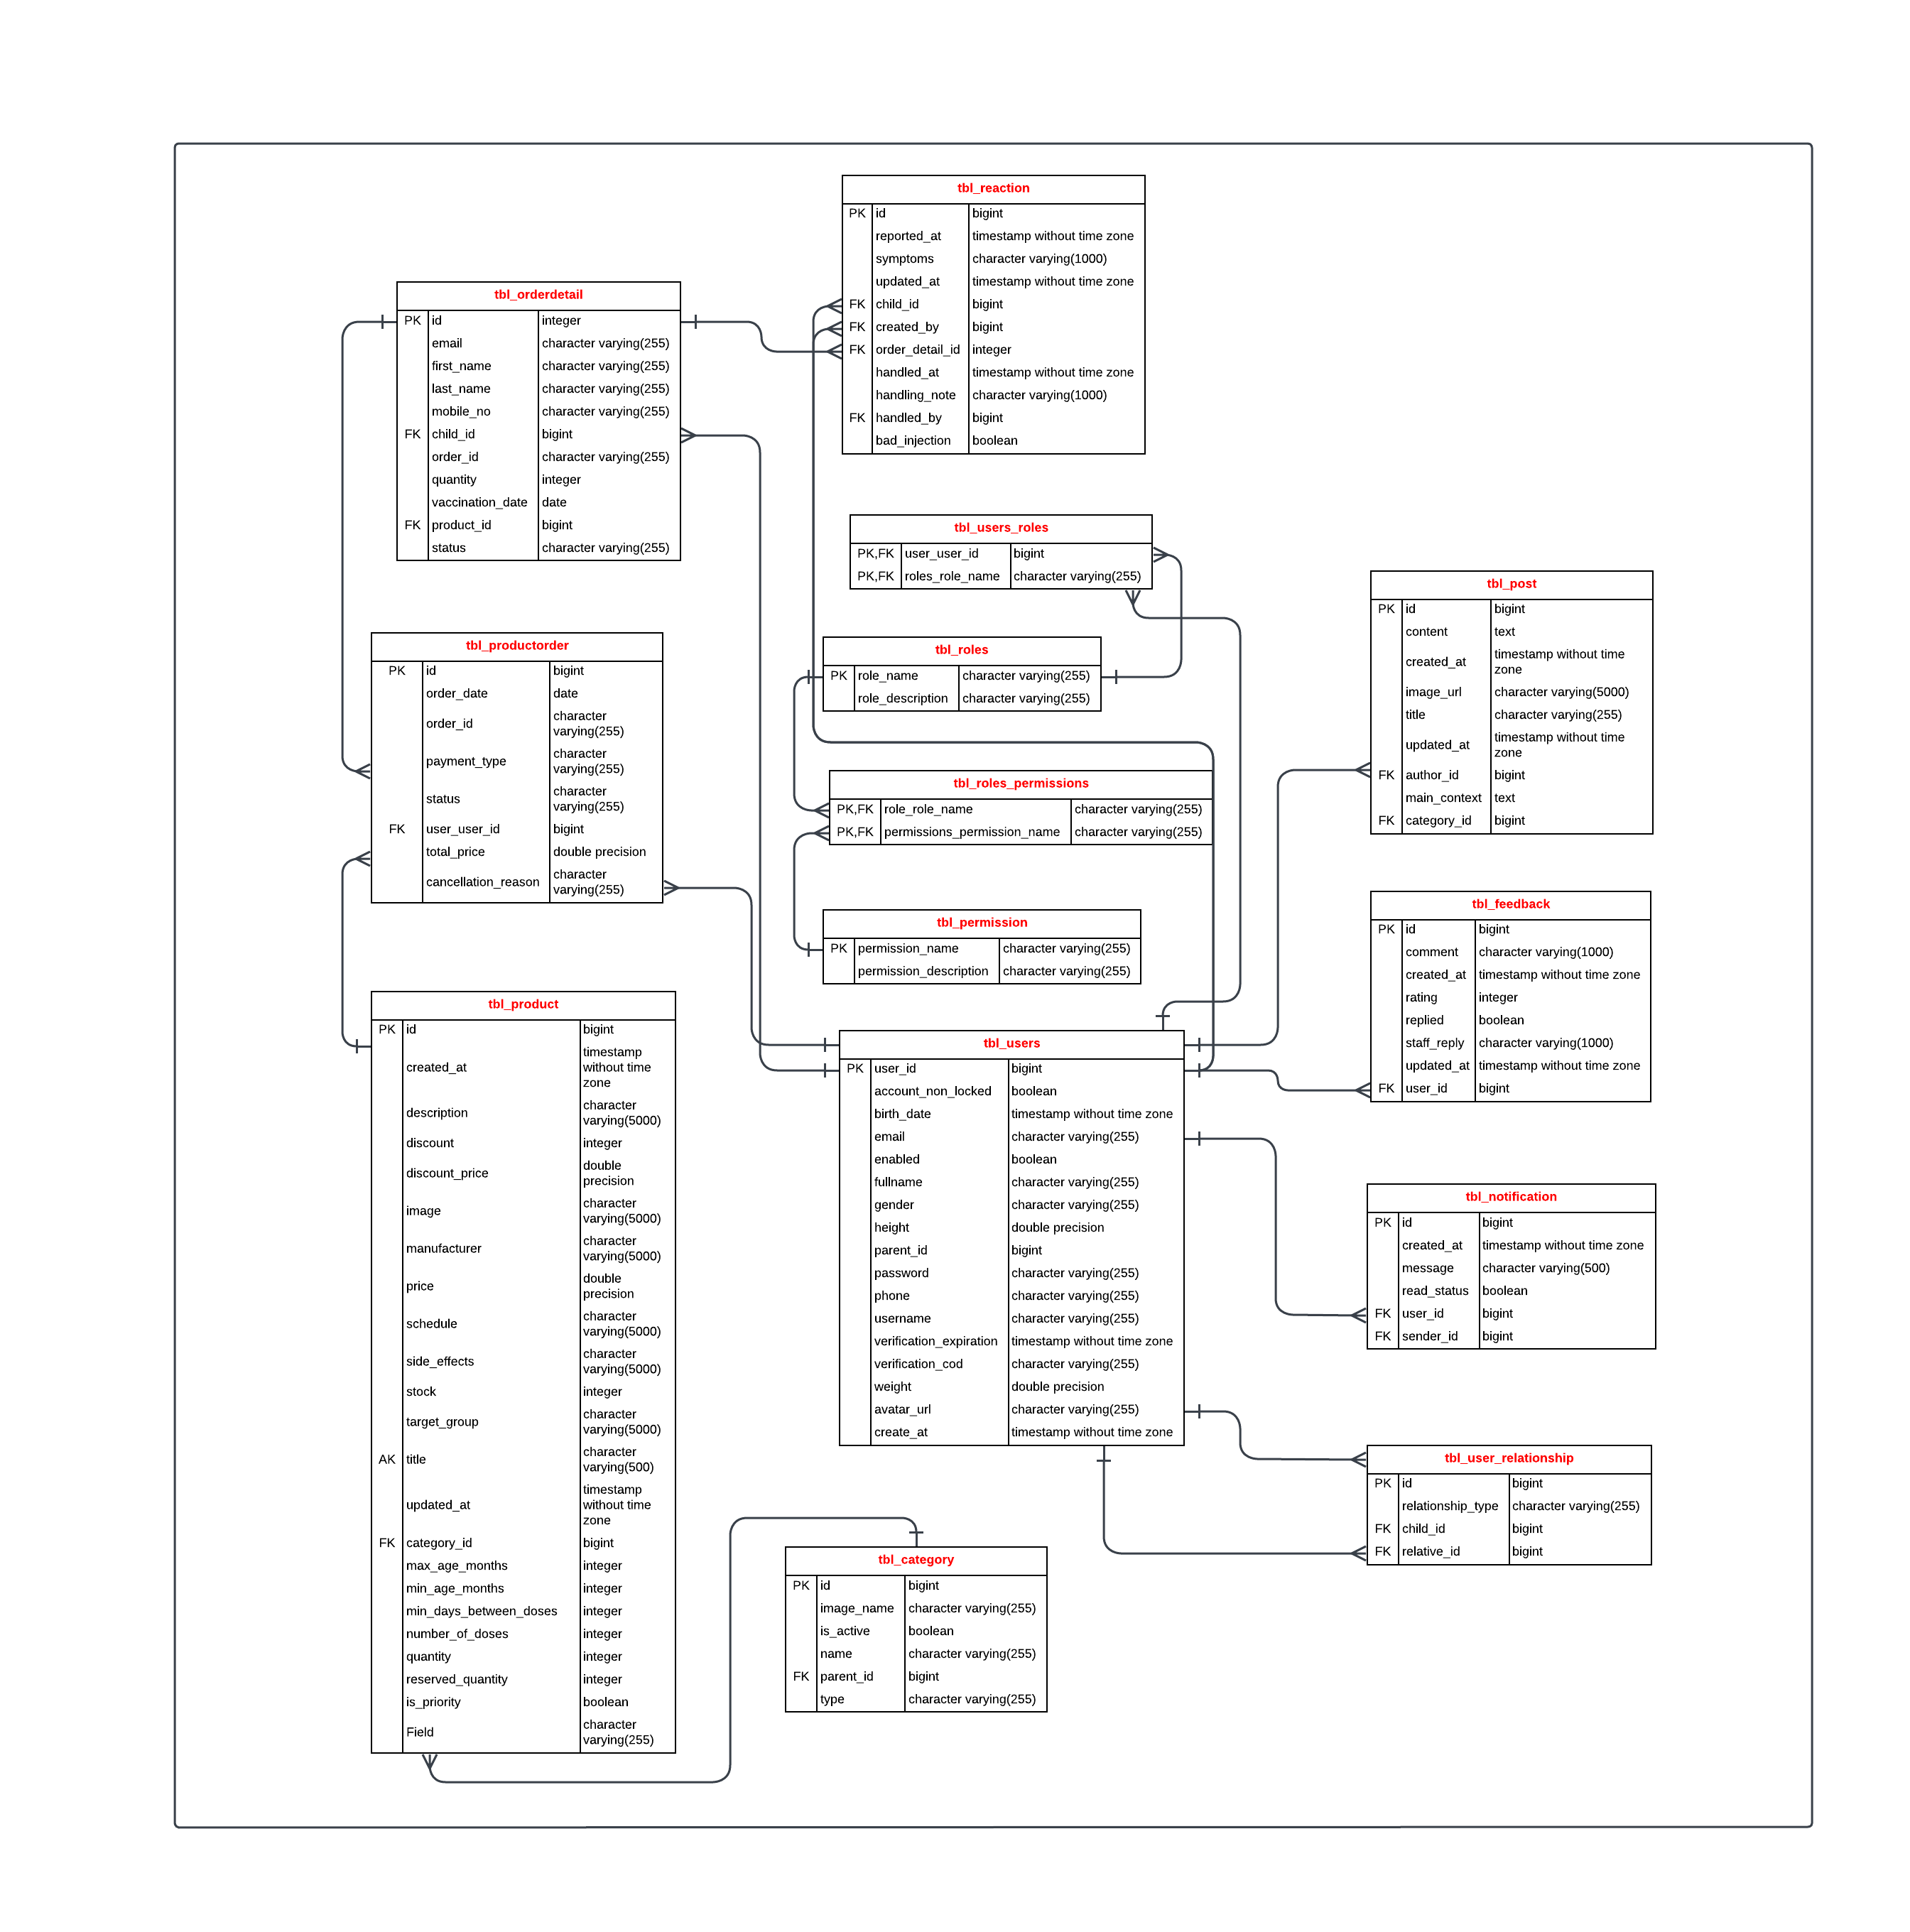 tbl_reaction
PK id bigint
reported_at timestamp without time zone
symptoms character varying(1000)
updated_at timestamp without time zone
FK child_id bigint
FK created_by bigint
FK order_detail_id integer
handled_at timestamp without time zone
handling_note character varying(1000)
FK handled_by bigint
bad_injection boolean
tbl_orderdetail
PK id integer
email character varying(255)
first_name character varying(255)
last_name character varying(255)
mobile_no character varying(255)
FK child_id bigint
order_id character varying(255)
quantity integer
vaccination_date date
FK product_id bigint
status character varying(255)
tbl_users_roles
PK,FK user_user_id bigint
PK,FK roles_role_name character varying(255)
tbl_post
PK id bigint
content text
created_at timestamp without time
zone
image_url character varying(5000)
title character varying(255)
updated_at timestamp without time
zone
FK author_id bigint
main_context text
FK category_id bigint
tbl_productorder
PK id bigint
order_date date
order_id character
varying(255)
payment_type character
varying(255)
status character
varying(255)
FK user_user_id bigint
total_price double precision
cancellation_reason character
varying(255)
tbl_roles
PK role_name character varying(255)
role_description character varying(255)
tbl_roles_permissions
PK,FK role_role_name character varying(255)
PK,FK permissions_permission_name character varying(255)
tbl_permission
PK permission_name character varying(255)
permission_description character varying(255)
tbl_feedback
PK id bigint
comment character varying(1000)
created_at timestamp without time zone
rating integer
replied boolean
staff_reply character varying(1000)
updated_at timestamp without time zone
FK user_id bigint
tbl_product
PK id bigint
created_at timestamp
without time
zone
description character
varying(5000)
discount integer
discount_price double
precision
image character
varying(5000)
manufacturer character
varying(5000)
price double
precision
schedule character
varying(5000)
side_effects character
varying(5000)
stock integer
target_group character
varying(5000)
AK title character
varying(500)
updated_at timestamp
without time
zone
FK category_id bigint
max_age_months integer
min_age_months integer
min_days_between_doses integer
number_of_doses integer
quantity integer
reserved_quantity integer
is_priority boolean
Field character
varying(255)
tbl_users
PK user_id bigint
account_non_locked boolean
birth_date timestamp without time zone
email character varying(255)
enabled boolean
fullname character varying(255)
gender character varying(255)
height double precision
parent_id bigint
password character varying(255)
phone character varying(255)
username character varying(255)
verification_expiration timestamp without time zone
verification_cod character varying(255)
weight double precision
avatar_url character varying(255)
create_at timestamp without time zone
tbl_notification
PK id bigint
created_at timestamp without time zone
message character varying(500)
read_status boolean
FK user_id bigint
FK sender_id bigint
tbl_user_relationship
PK id bigint
relationship_type character varying(255)
FK child_id bigint
FK relative_id bigint
tbl_category
PK id bigint
image_name character varying(255)
is_active boolean
name character varying(255)
FK parent_id bigint
type character varying(255)